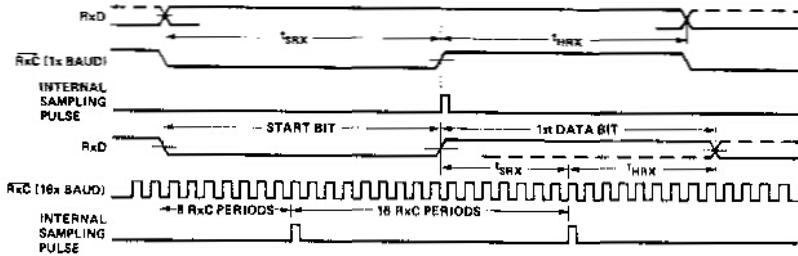 RxD
tSRX
tHRX
RxC (1x BAUD)
INTERNAL
SAMPLING
PULSE
START BIT
1st DATA BIT
RxD
tSRX
tHRX
RxC (16x BAUD)
8 RxC PERIODS
16 RxC PERIODS
INTERNAL
SAMPLING
PULSE